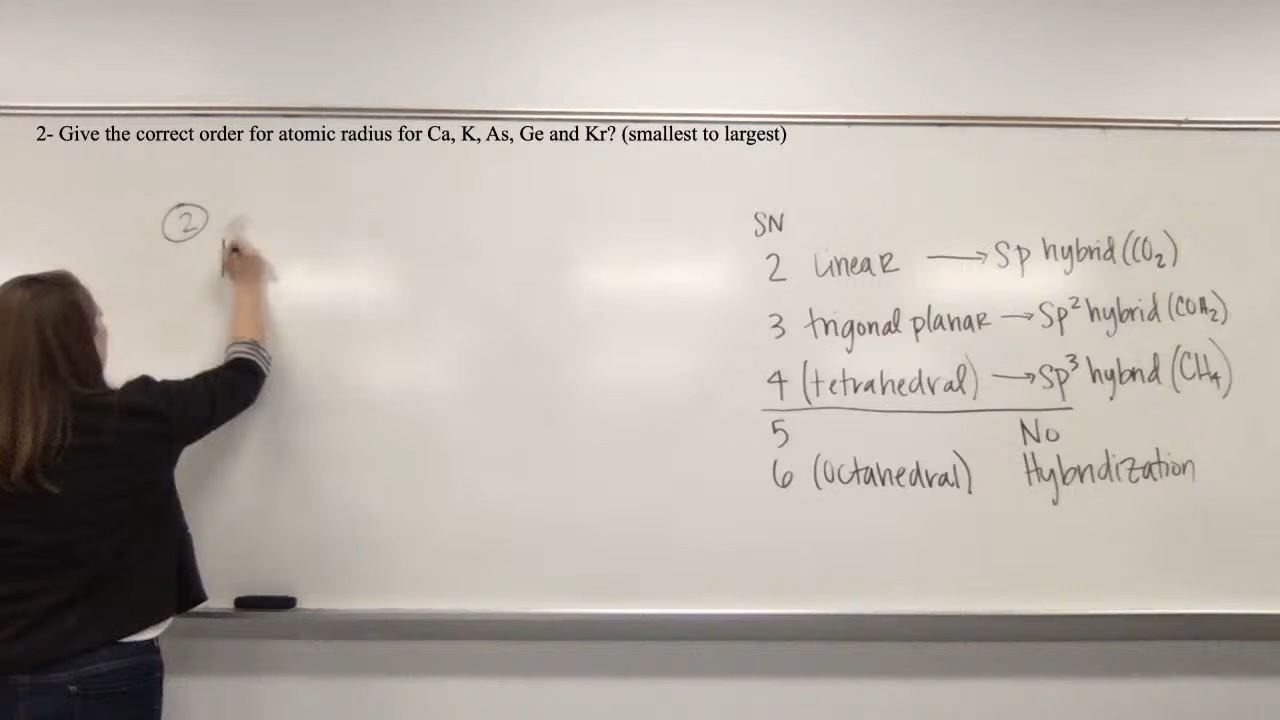 2- Give the correct order for atomic radius for Ca, K, As, Ge and Kr? (smallest to largest)
2
SN
2 Linear → Sp hybrid (CO₂)
3 trigonal planar → Sp² hybrid (COH₂)
4 (tetrahedral) → Sp³ hybrid (CH₄)
5 No
6 (octahedral) Hybridization